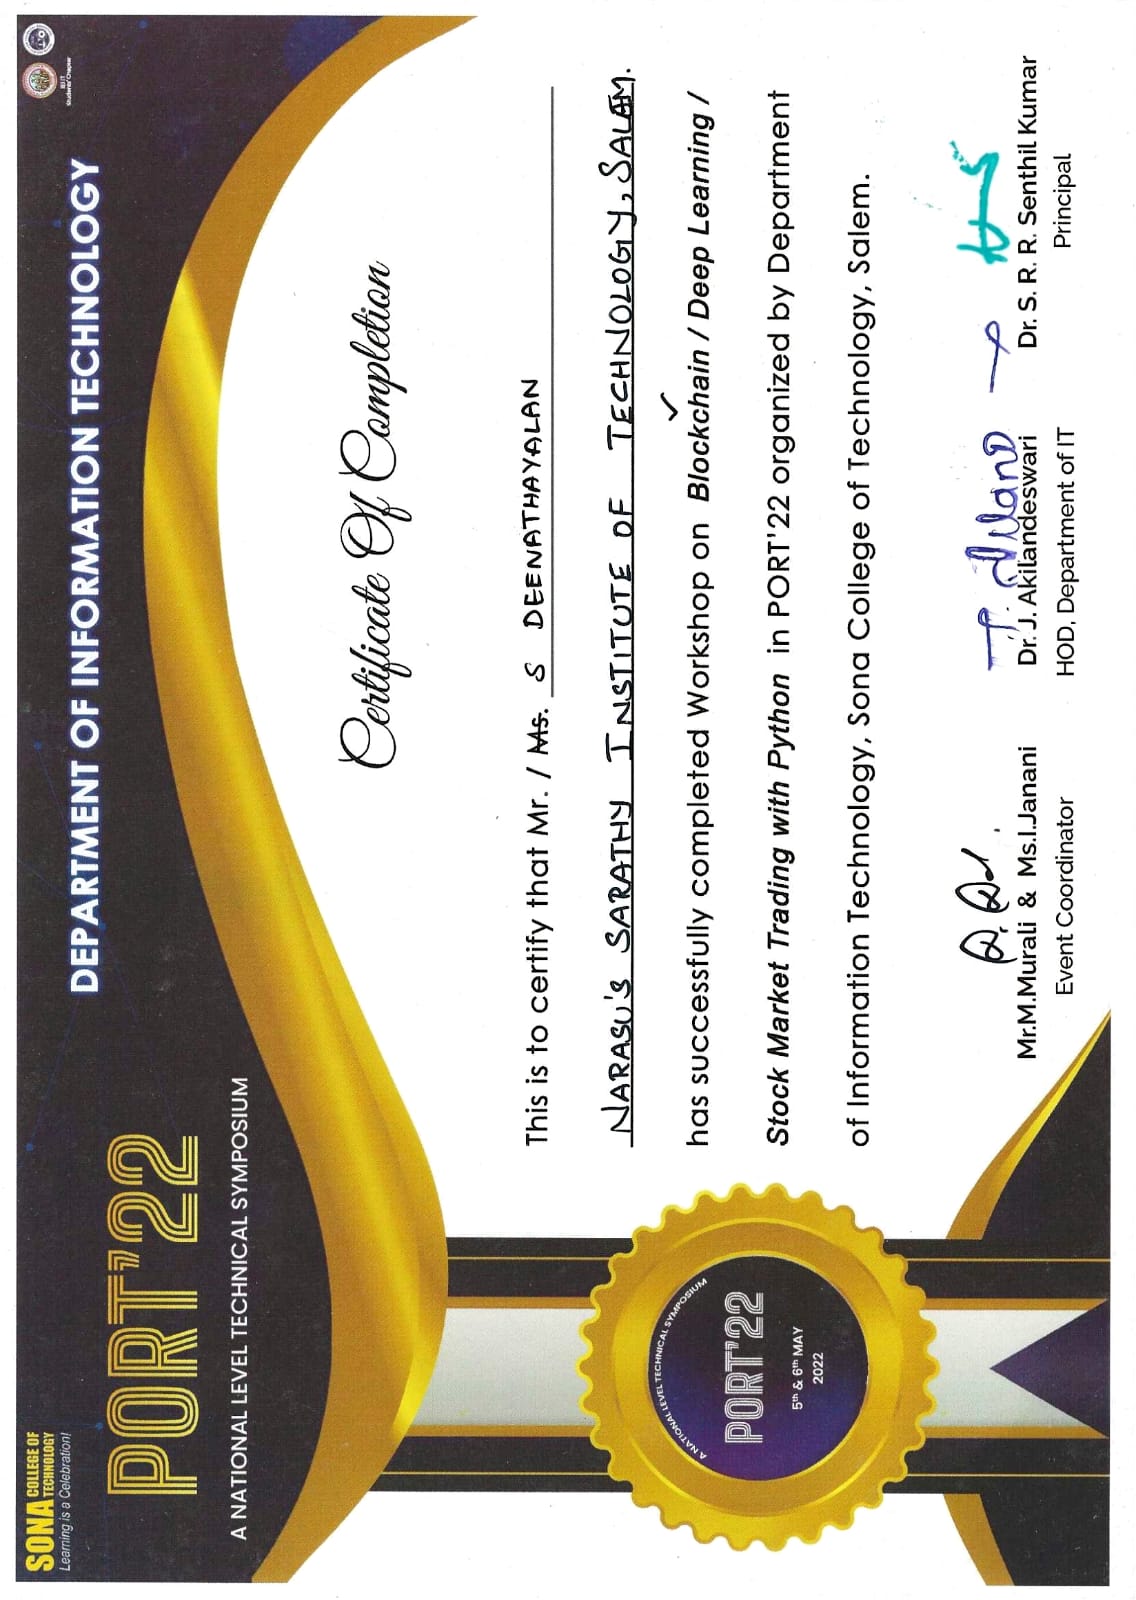 SONA COLLEGE OF TECHNOLOGY
Learning is a Celebration!
IEI IT
Students' Chapter
DEPARTMENT OF INFORMATION TECHNOLOGY
PORT'22
A NATIONAL LEVEL TECHNICAL SYMPOSIUM
Certificate Of Completion
This is to certify that Mr. / Ms. S DEENATHAYALAN
NARASU'S SARATHY INSTITUTE OF TECHNOLOGY, SALEM.
has successfully completed Workshop on Blockchain / Deep Learning /
Stock Market Trading with Python in PORT'22 organized by Department
of Information Technology, Sona College of Technology, Salem.
A NATIONAL LEVEL TECHNICAL SYMPOSIUM
PORT'22
5th & 6th MAY
2022
Mr.M.Murali & Ms.I.Janani
Event Coordinator
Dr. J. Akilandeswari
HOD, Department of IT
Dr. S. R. R. Senthil Kumar
Principal